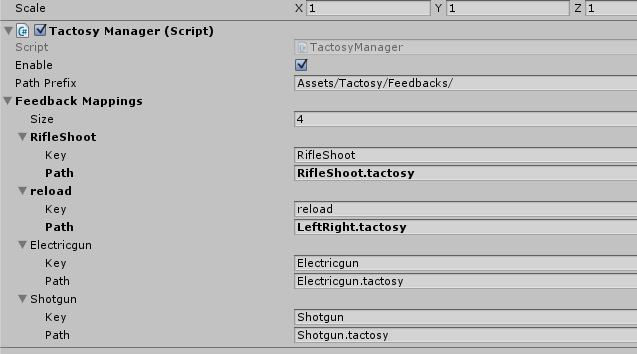 Scale X 1 Y 1 Z 1
Tactosy Manager (Script)
Script TactosyManager
Enable
Path Prefix Assets/Tactosy/Feedbacks/
Feedback Mappings
Size 4
RifleShoot
Key RifleShoot
Path RifleShoot.tactosy
reload
Key reload
Path LeftRight.tactosy
Electricgun
Key Electricgun
Path Electricgun.tactosy
Shotgun
Key Shotgun
Path Shotgun.tactosy